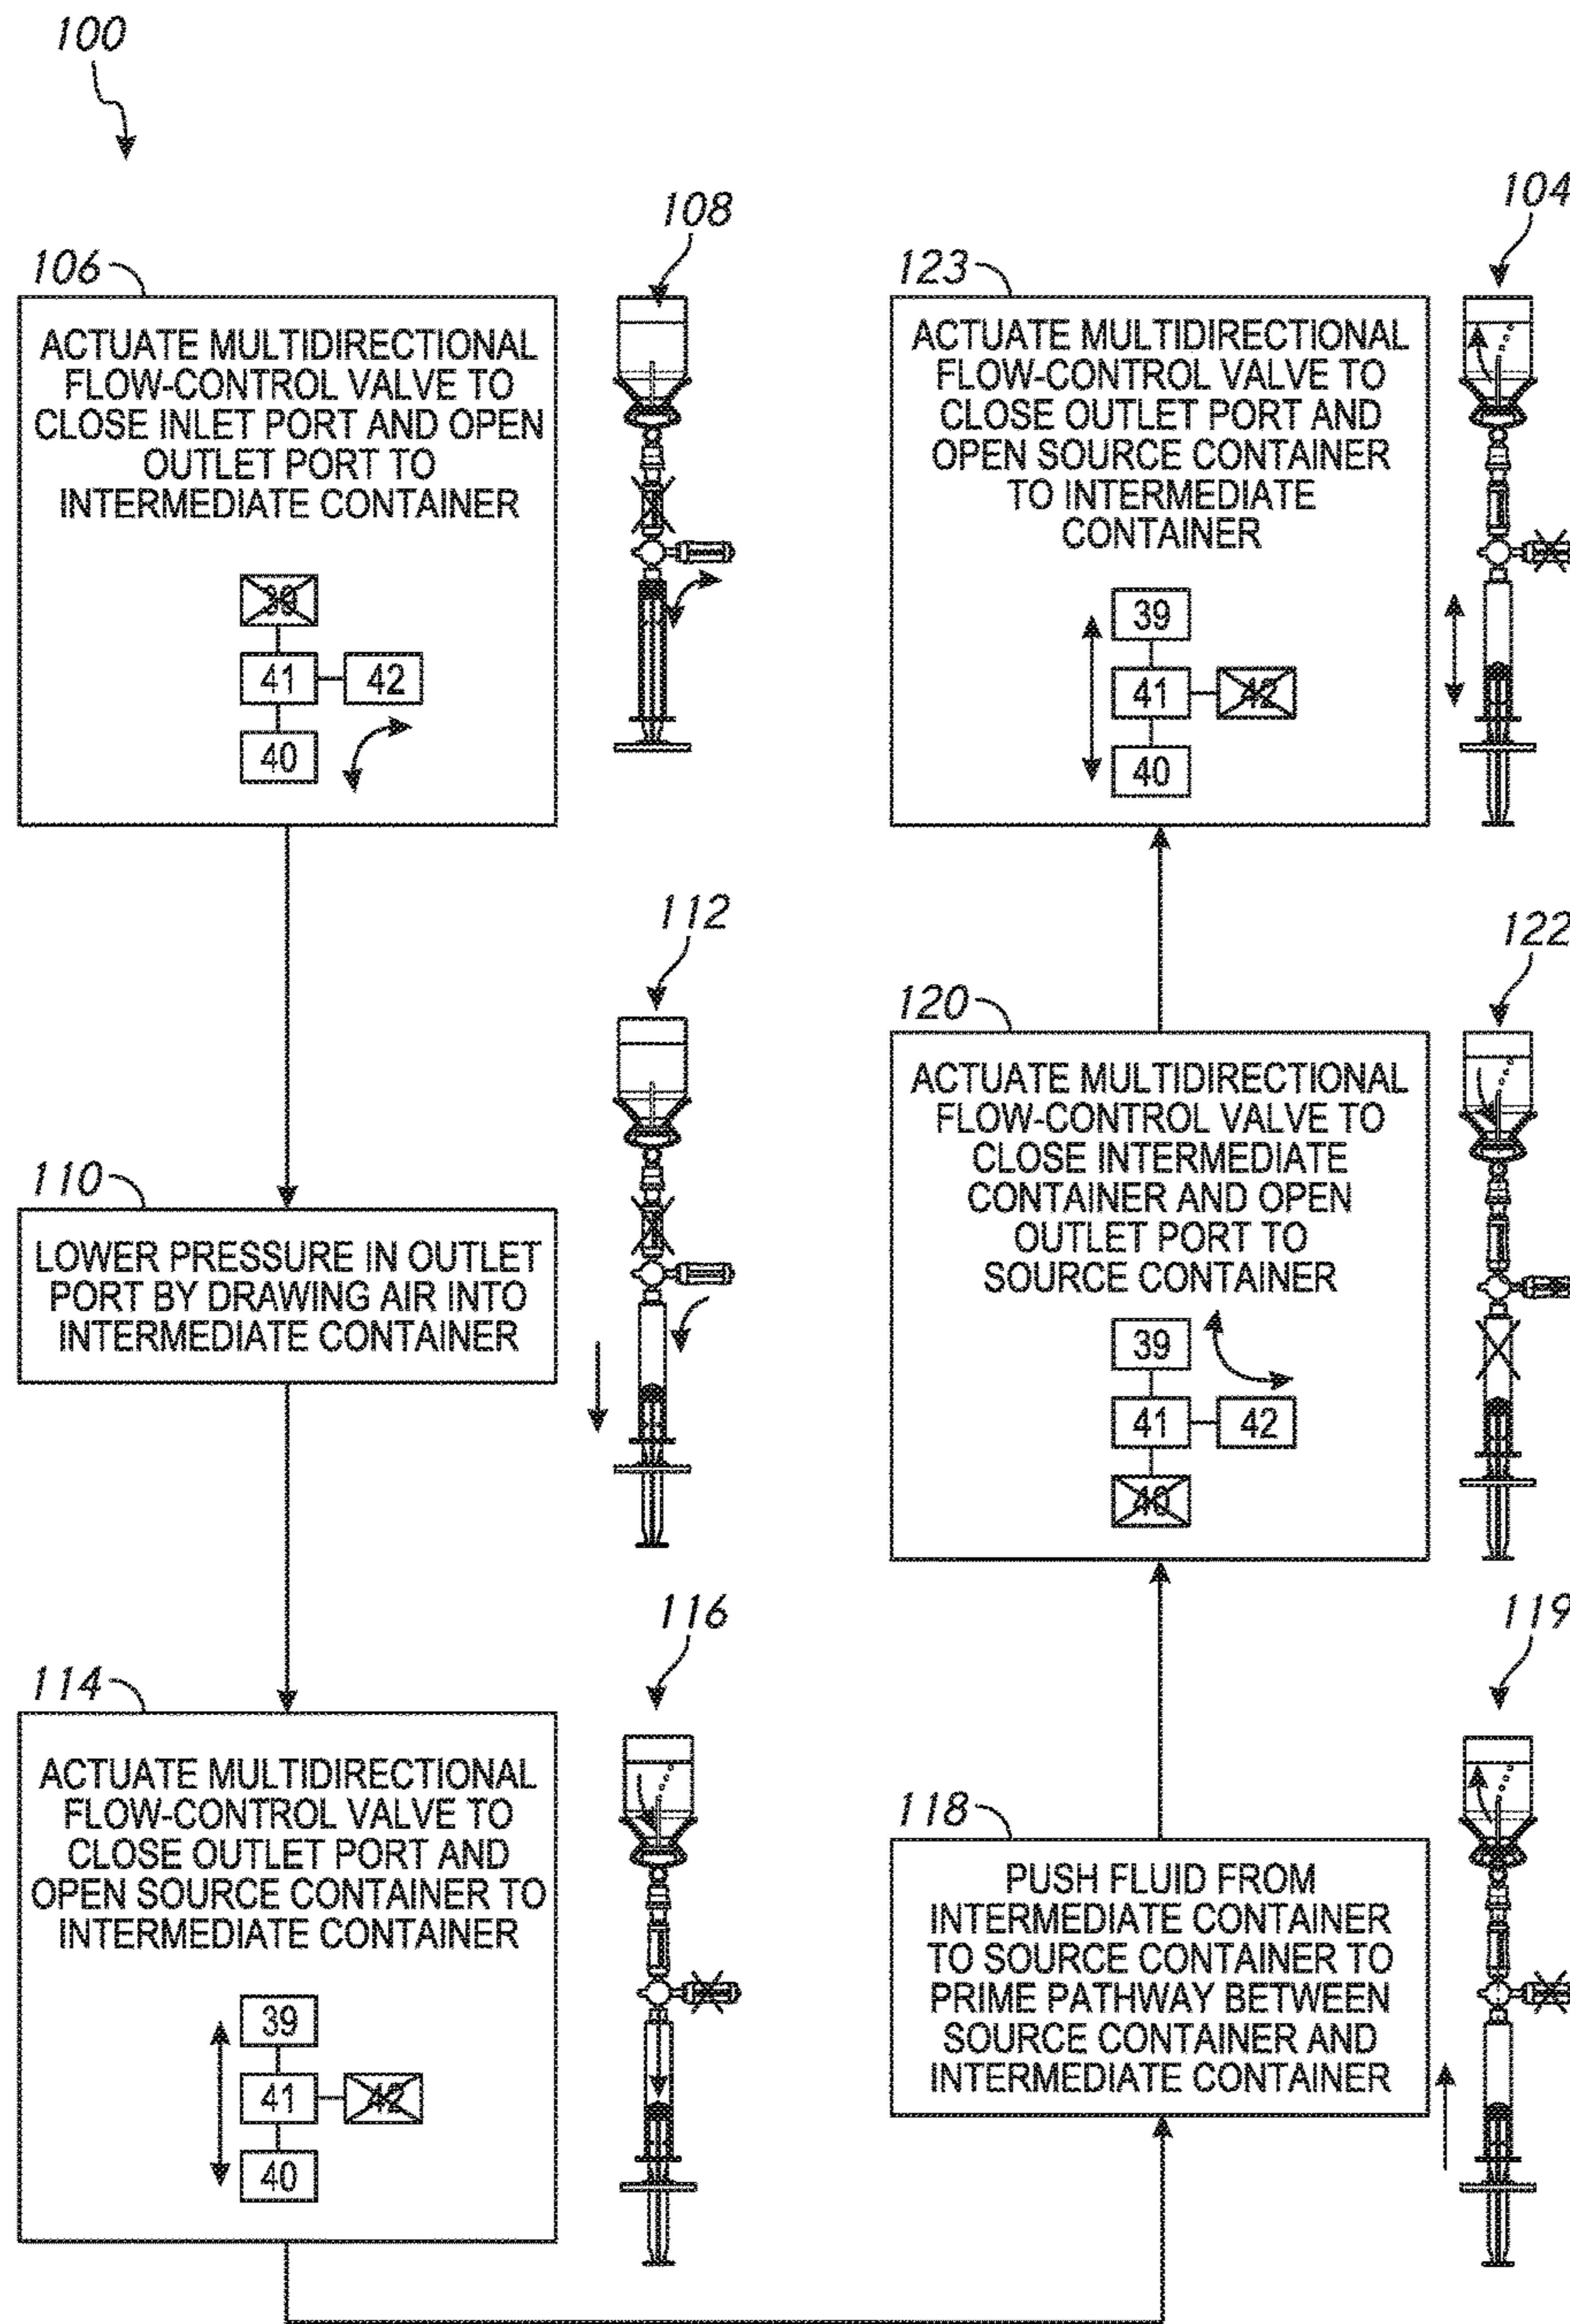 100
108
106
ACTUATE MULTIDIRECTIONAL
FLOW-CONTROL VALVE TO
CLOSE INLET PORT AND OPEN
OUTLET PORT TO
INTERMEDIATE CONTAINER
39
41
42
40
112
110
LOWER PRESSURE IN OUTLET
PORT BY DRAWING AIR INTO
INTERMEDIATE CONTAINER
116
114
ACTUATE MULTIDIRECTIONAL
FLOW-CONTROL VALVE TO
CLOSE OUTLET PORT AND
OPEN SOURCE CONTAINER TO
INTERMEDIATE CONTAINER
39
41
42
40
119
118
PUSH FLUID FROM
INTERMEDIATE CONTAINER
TO SOURCE CONTAINER TO
PRIME PATHWAY BETWEEN
SOURCE CONTAINER AND
INTERMEDIATE CONTAINER
122
120
ACTUATE MULTIDIRECTIONAL
FLOW-CONTROL VALVE TO
CLOSE INTERMEDIATE
CONTAINER AND OPEN
OUTLET PORT TO
SOURCE CONTAINER
39
41
42
40
104
123
ACTUATE MULTIDIRECTIONAL
FLOW-CONTROL VALVE TO
CLOSE OUTLET PORT AND
OPEN SOURCE CONTAINER
TO INTERMEDIATE
CONTAINER
39
41
42
40